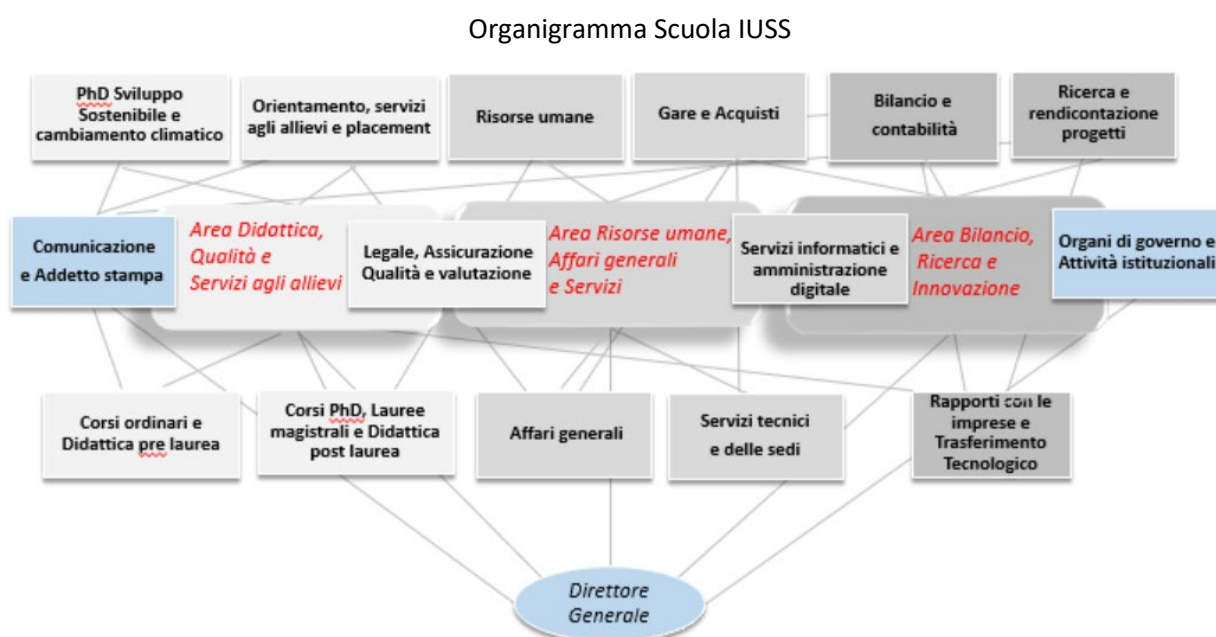 Organigramma Scuola IUSS
PhD Sviluppo
Sostenibile e
cambiamento climatico
Orientamento, servizi
agli allievi e placement
Risorse umane
Gare e Acquisti
Bilancio e
contabilità
Ricerca e
rendicontazione
progetti
Comunicazione
e Addetto stampa
Area Didattica,
Qualità e
Servizi agli allievi
Legale, Assicurazione
Qualità e valutazione
Area Risorse umane,
Affari generali
e Servizi
Servizi informatici e
amministrazione
digitale
Area Bilancio,
Ricerca e
Innovazione
Organi di governo e
Attività istituzionali
Corsi ordinari e
Didattica pre laurea
Corsi PhD, Lauree
magistrali e Didattica
post laurea
Affari generali
Servizi tecnici
e delle sedi
Rapporti con le
imprese e
Trasferimento
Tecnologico
Direttore
Generale